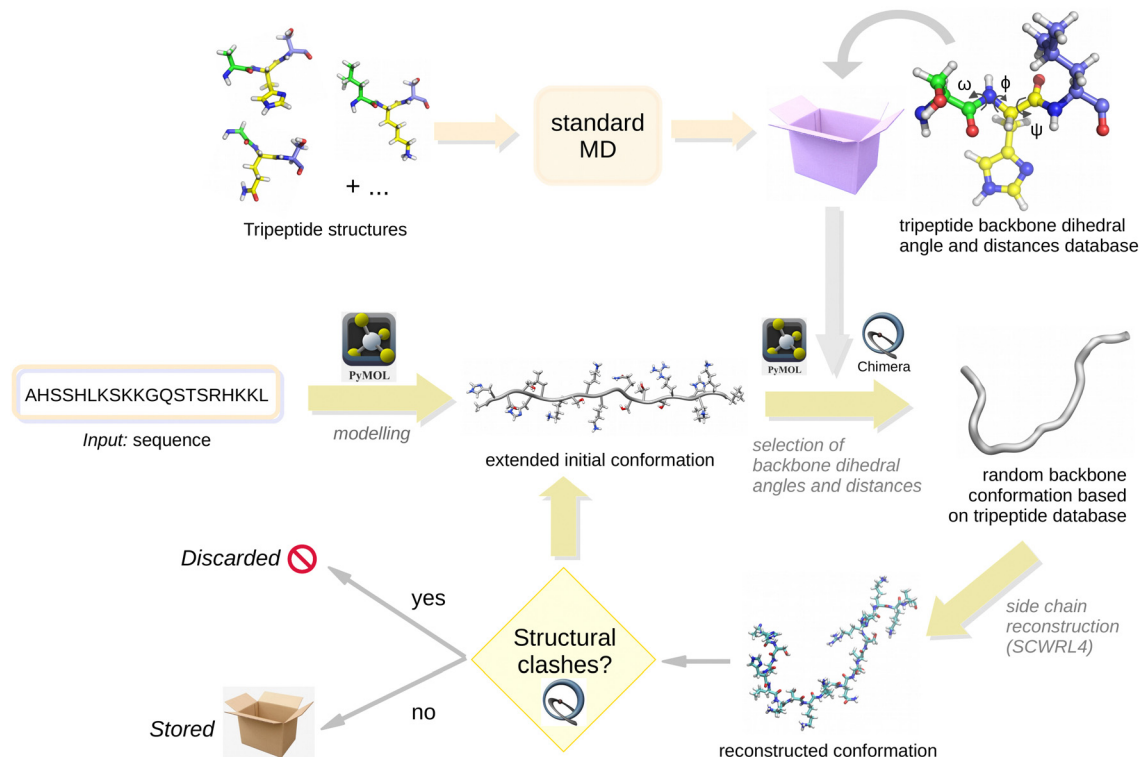 + ...
Tripeptide structures
standard
MD
ω
ϕ
ψ
tripeptide backbone dihedral
angle and distances database
AHSSHLKSKKGQSTSRHKKL
Input: sequence
PyMOL
modelling
extended initial conformation
PyMOL
Chimera
selection of
backbone dihedral
angles and distances
random backbone
conformation based
on tripeptide database
side chain
reconstruction
(SCWRL4)
reconstructed conformation
Structural
clashes?
yes
Discarded
no
Stored